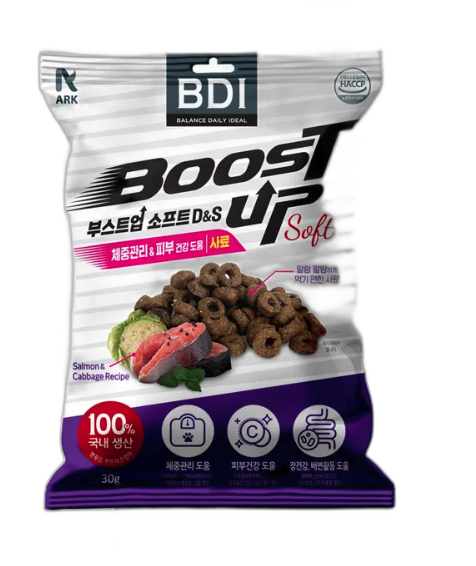 ARK
BDI
BALANCE DAILY IDEAL
HACCP
BOOST
UP
Soft
부스트업 소프트 D&S
체중관리 & 피부 건강 도움 | 사료
말랑 말랑하게
먹기 편한 사료
Salmon &
Cabbage Recipe
100%
국내 생산
30g
체중관리 도움
피부건강 도움
장건강, 배변활동 도움